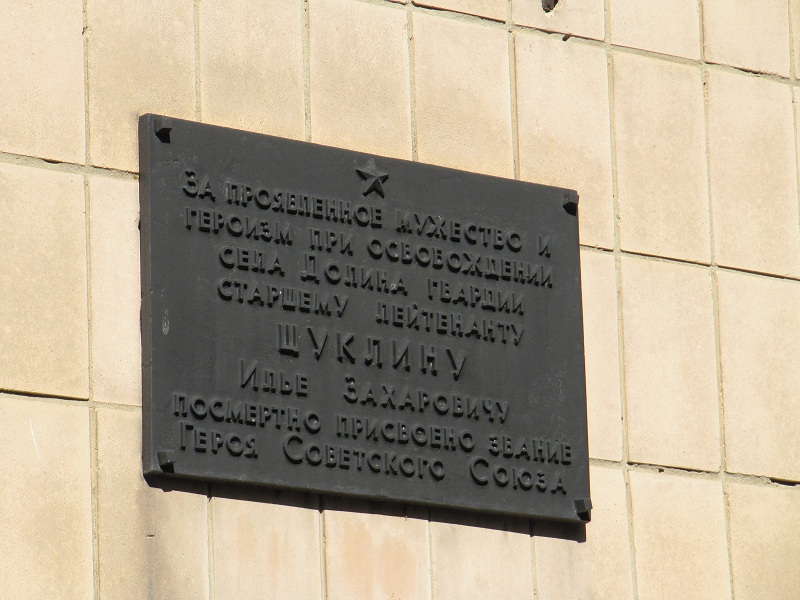 За проявленное мужество и
героизм при освобождении
села Долина гвардии
старшему лейтенанту
ШУКЛИНУ
Илье Захаровичу
посмертно присвоено звание
Героя Советского Союза